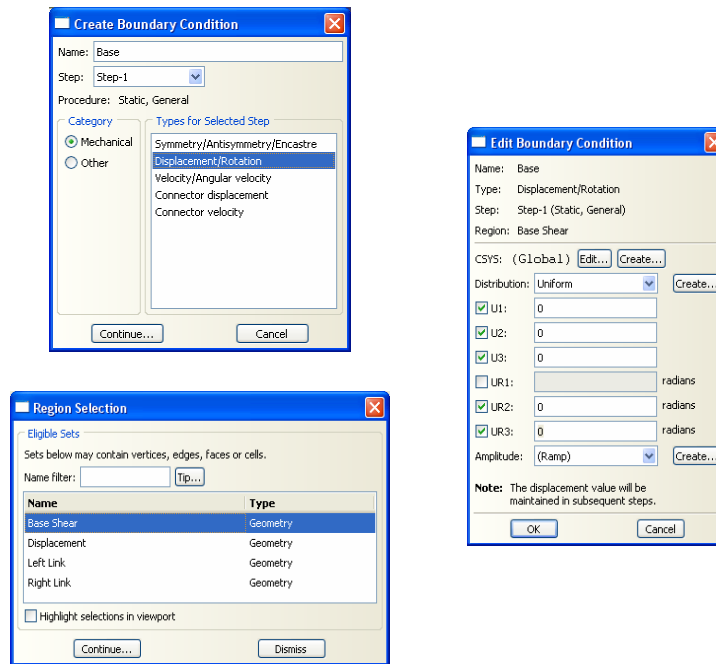 Create Boundary Condition
Name: Base
Step: Step-1
Procedure: Static, General
Category
Mechanical
Other
Types for Selected Step
Symmetry/Antisymmetry/Encastre
Displacement/Rotation
Velocity/Angular velocity
Connector displacement
Connector velocity
Continue... Cancel
Region Selection
Eligible Sets
Sets below may contain vertices, edges, faces or cells.
Name filter: Tip...
Name Type
Base Shear Geometry
Displacement Geometry
Left Link Geometry
Right Link Geometry
Highlight selections in viewport
Continue... Dismiss
Edit Boundary Condition
Name: Base
Type: Displacement/Rotation
Step: Step-1 (Static, General)
Region: Base Shear
CSYS: (Global) Edit... Create...
Distribution: Uniform Create...
U1: 0
U2: 0
U3: 0
UR1: radians
UR2: 0 radians
UR3: 0 radians
Amplitude: (Ramp) Create...
Note: The displacement value will be
maintained in subsequent steps.
OK Cancel